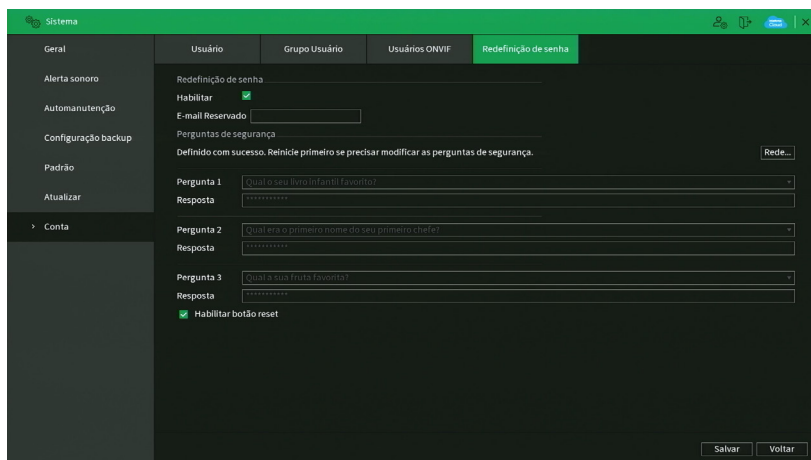 Sistema
Geral
Alerta sonoro
Automanutenção
Configuração backup
Padrão
Atualizar
> Conta
Usuário Grupo Usuário Usuários ONVIF Redefinição de senha
Redefinição de senha
Habilitar
E-mail Reservado
Perguntas de segurança
Definido com sucesso. Reinicie primeiro se precisar modificar as perguntas de segurança. Rede...
Pergunta 1 Qual o seu livro infantil favorito?
Resposta ***********
Pergunta 2 Qual era o primeiro nome do seu primeiro chefe?
Resposta ***********
Pergunta 3 Qual a sua fruta favorita?
Resposta ***********
Habilitar botão reset
Salvar Voltar